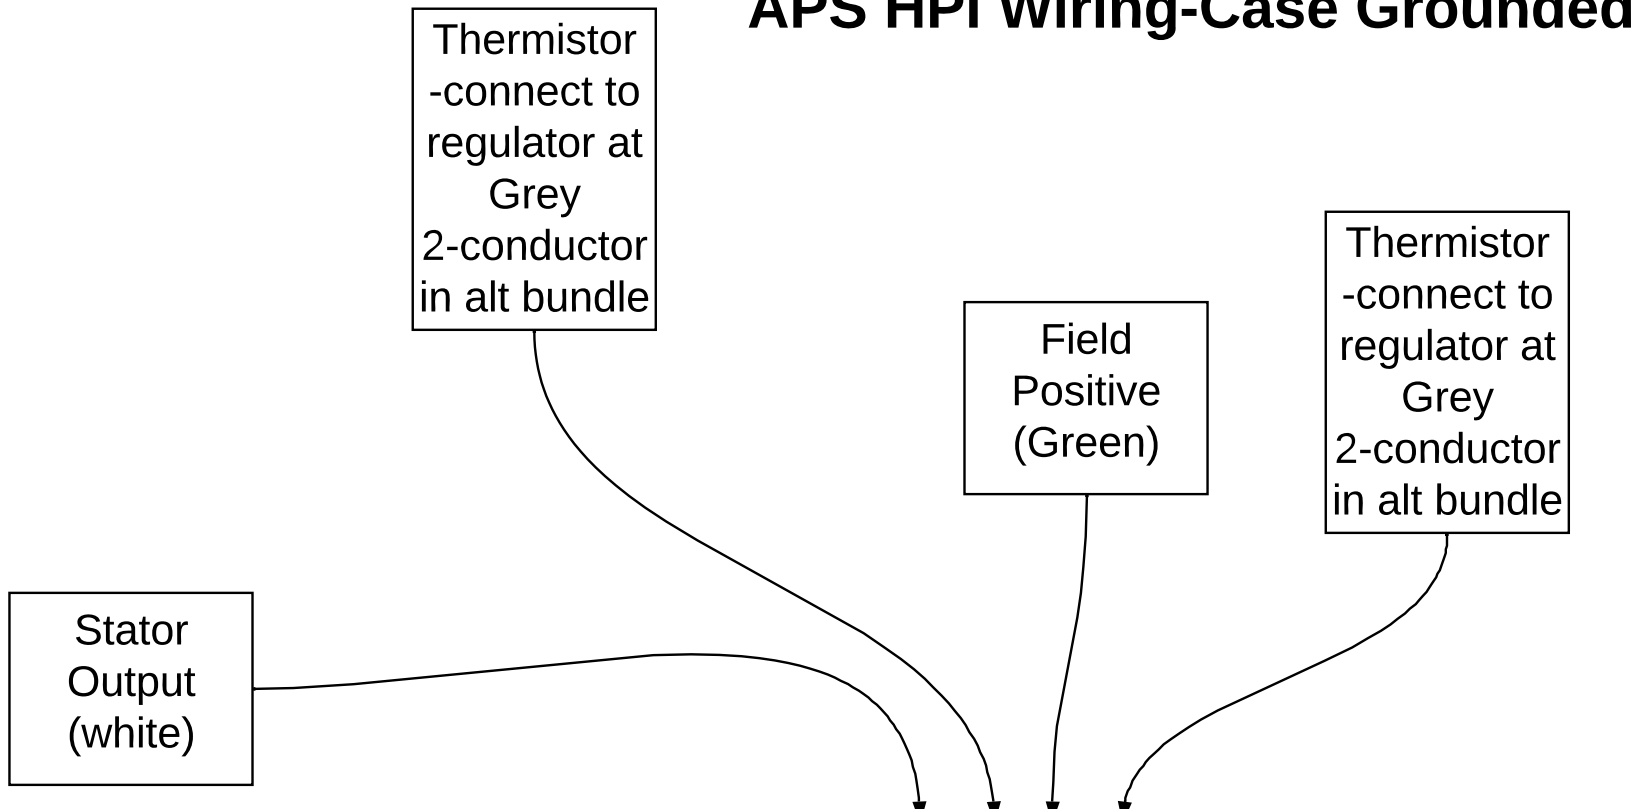 APS HPI Wiring-Case Grounded
Thermistor
-connect to
regulator at
Grey
2-conductor
in alt bundle
Thermistor
-connect to
regulator at
Grey
2-conductor
in alt bundle
Field
Positive
(Green)
Stator
Output
(white)